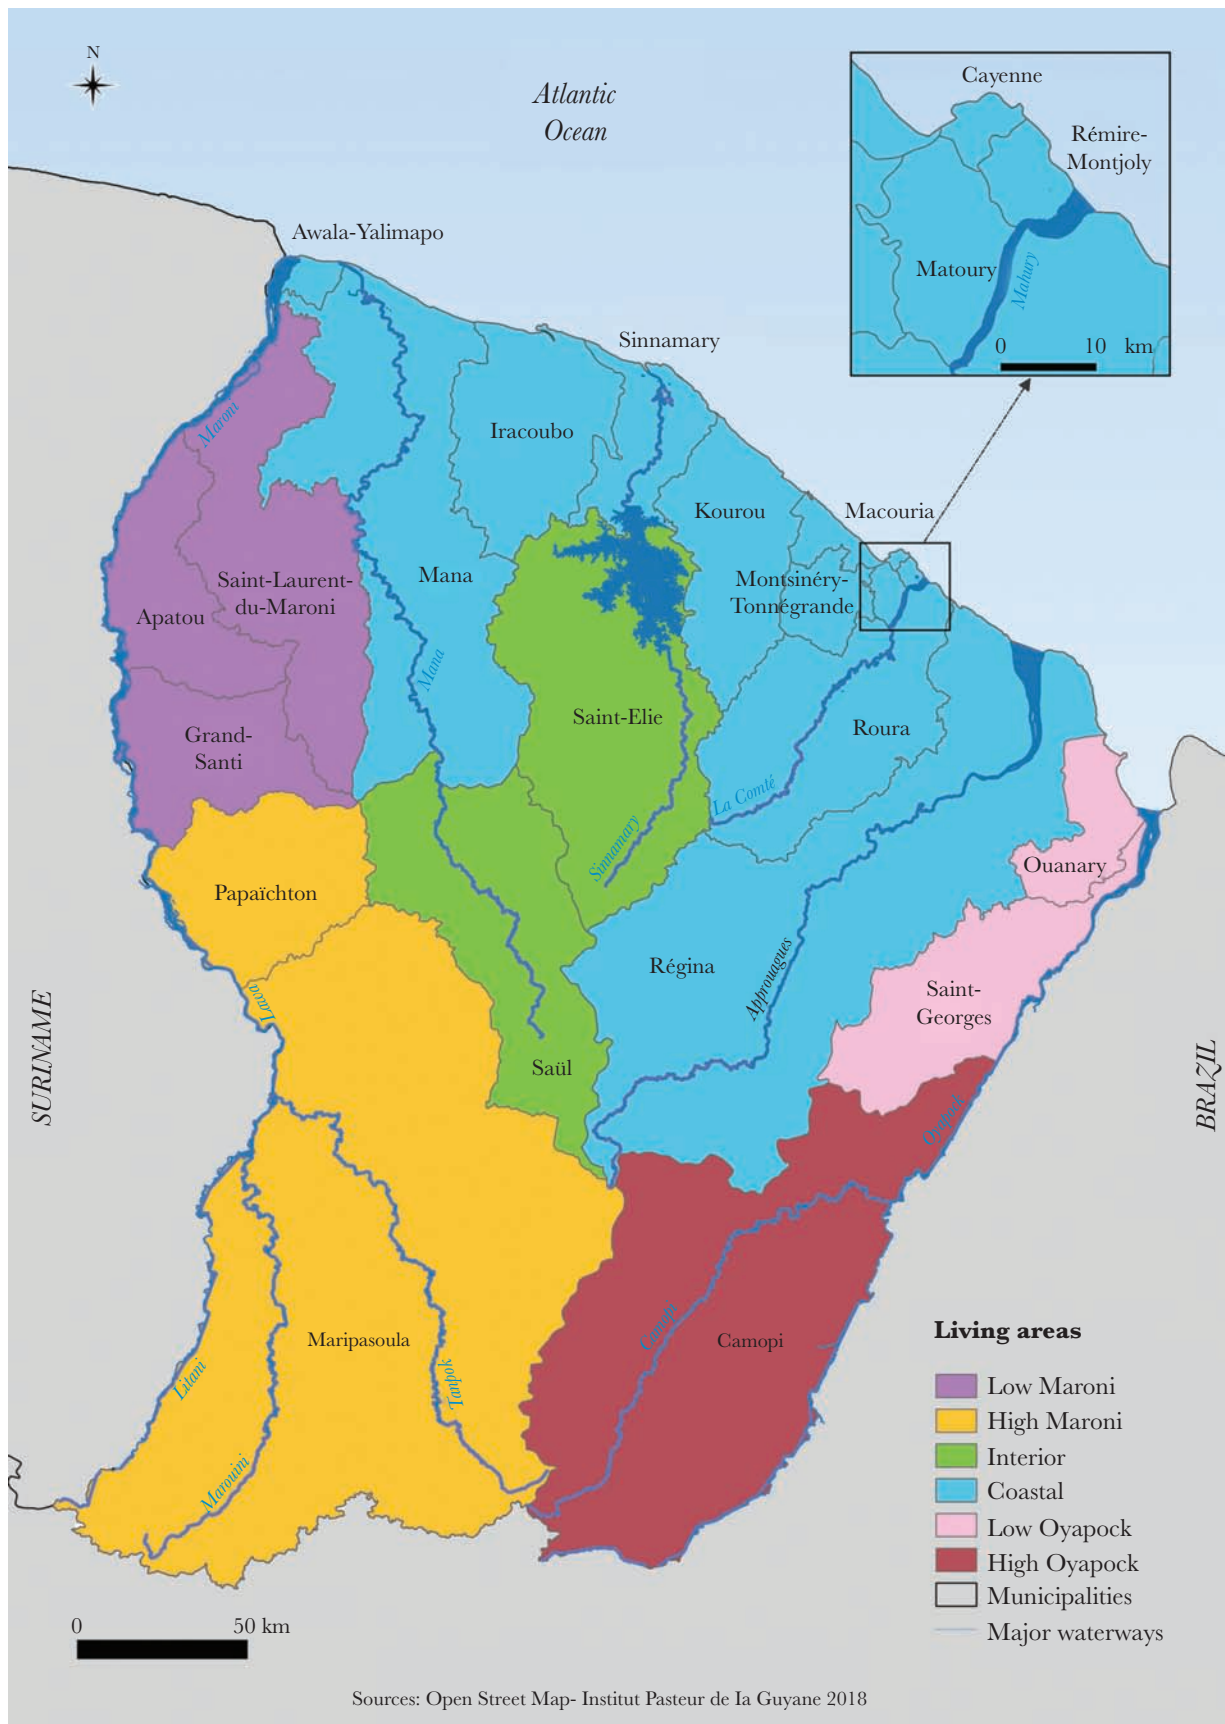 N
Atlantic
Ocean
Cayenne
Rémire-
Montjoly
Matoury
Mahury
0 10 km
Awala-Yalimapo
Sinnamary
Maroni
Iracoubo
Kourou
Macouria
Mana
Montsinéry-
Tonnégrande
Saint-Laurent-
du-Maroni
Apatou
Mana
Saint-Elie
Roura
Grand-
Santi
La Comté
Sinnamary
Ouanary
Papaïchton
Régina
Approuagues
Saint-
Georges
Lawa
SURINAME
Saül
BRAZIL
Oyapock
Camopi
Maripasoula
Camopi
Litani
Tanpok
Marouini
Living areas
Low Maroni
High Maroni
Interior
Coastal
Low Oyapock
High Oyapock
Municipalities
Major waterways
0 50 km
Sources: Open Street Map- Institut Pasteur de Ia Guyane 2018